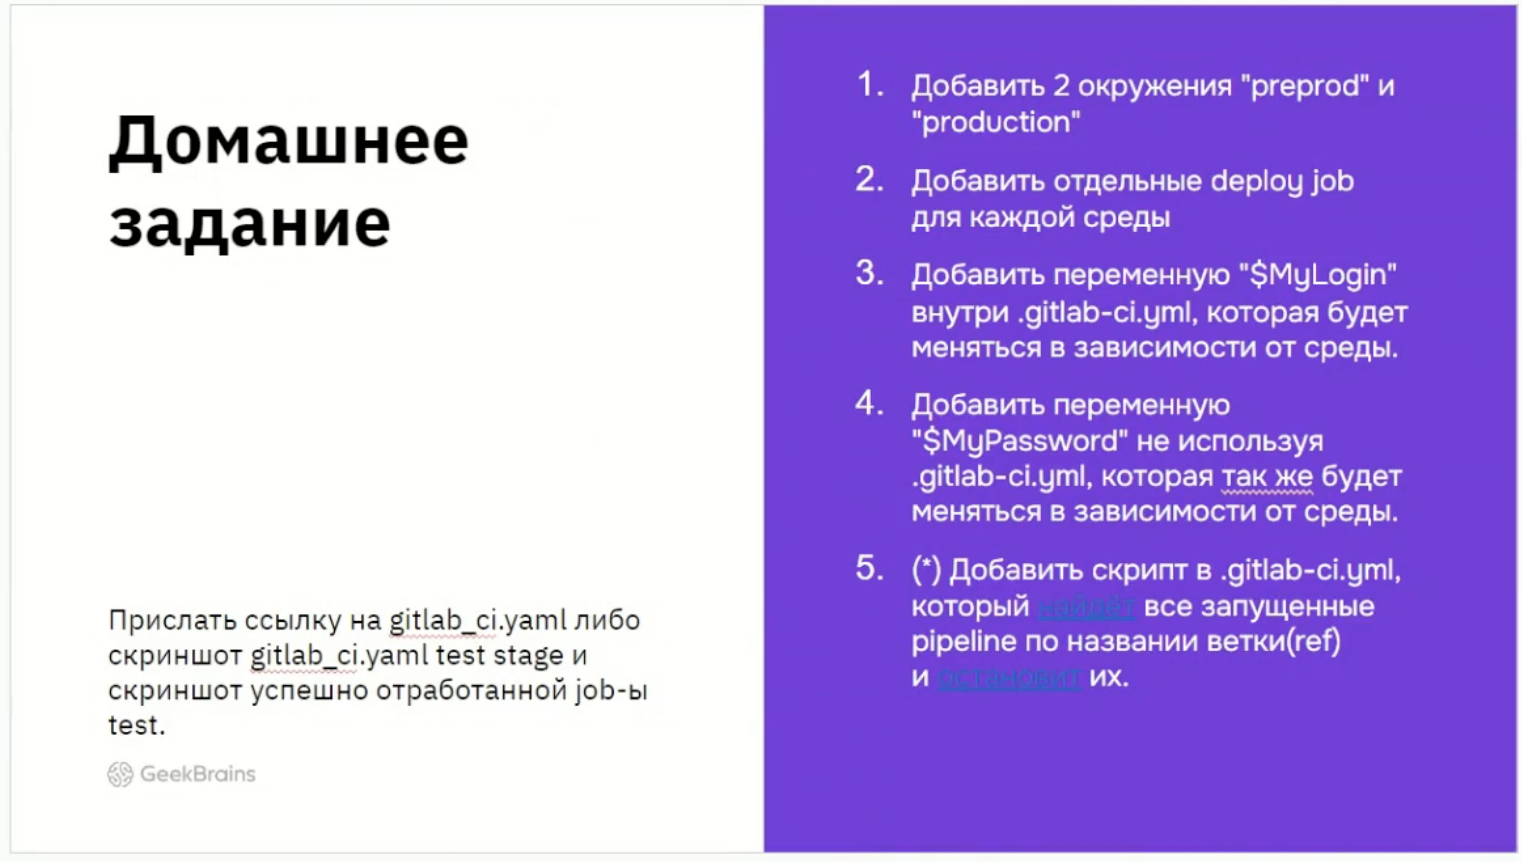 Домашнее
задание
Прислать ссылку на gitlab_ci.yaml либо
скриншот gitlab_ci.yaml test stage и
скриншот успешно отработанной job-ы
test.
GeekBrains
1. Добавить 2 окружения "preprod" и
"production"
2. Добавить отдельные deploy job
для каждой среды
3. Добавить переменную "$MyLogin"
внутри .gitlab-ci.yml, которая будет
меняться в зависимости от среды.
4. Добавить переменную
"$MyPassword" не используя
.gitlab-ci.yml, которая так же будет
меняться в зависимости от среды.
5. (*) Добавить скрипт в .gitlab-ci.yml,
который найдёт все запущенные
pipeline по названии ветки(ref)
и остановит их.